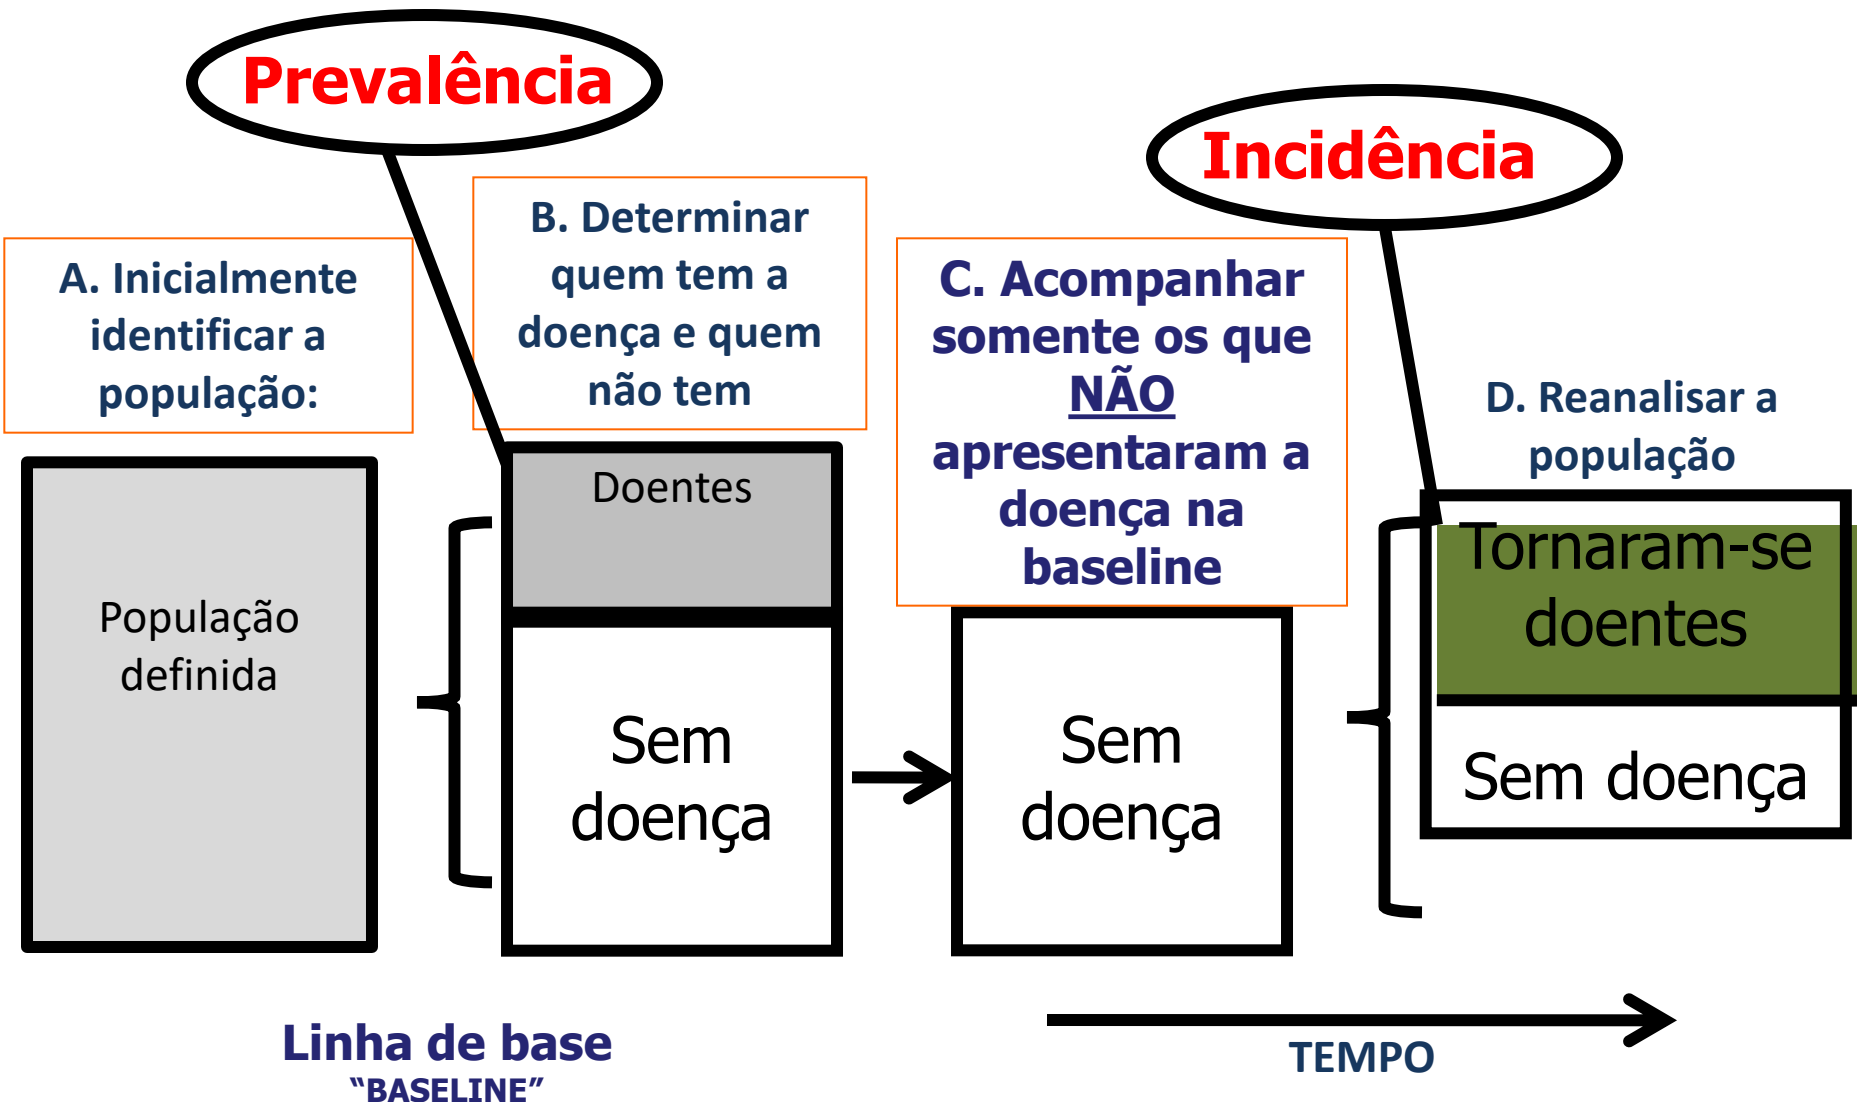 Prevalência
Incidência
A. Inicialmente
identificar a
população:
B. Determinar
quem tem a
doença e quem
não tem
C. Acompanhar
somente os que
NÃO
apresentaram a
doença na
baseline
D. Reanalisar a
população
População
definida
Doentes
Sem
doença
Sem
doença
Tornaram-se
doentes
Sem doença
Linha de base
“BASELINE”
TEMPO